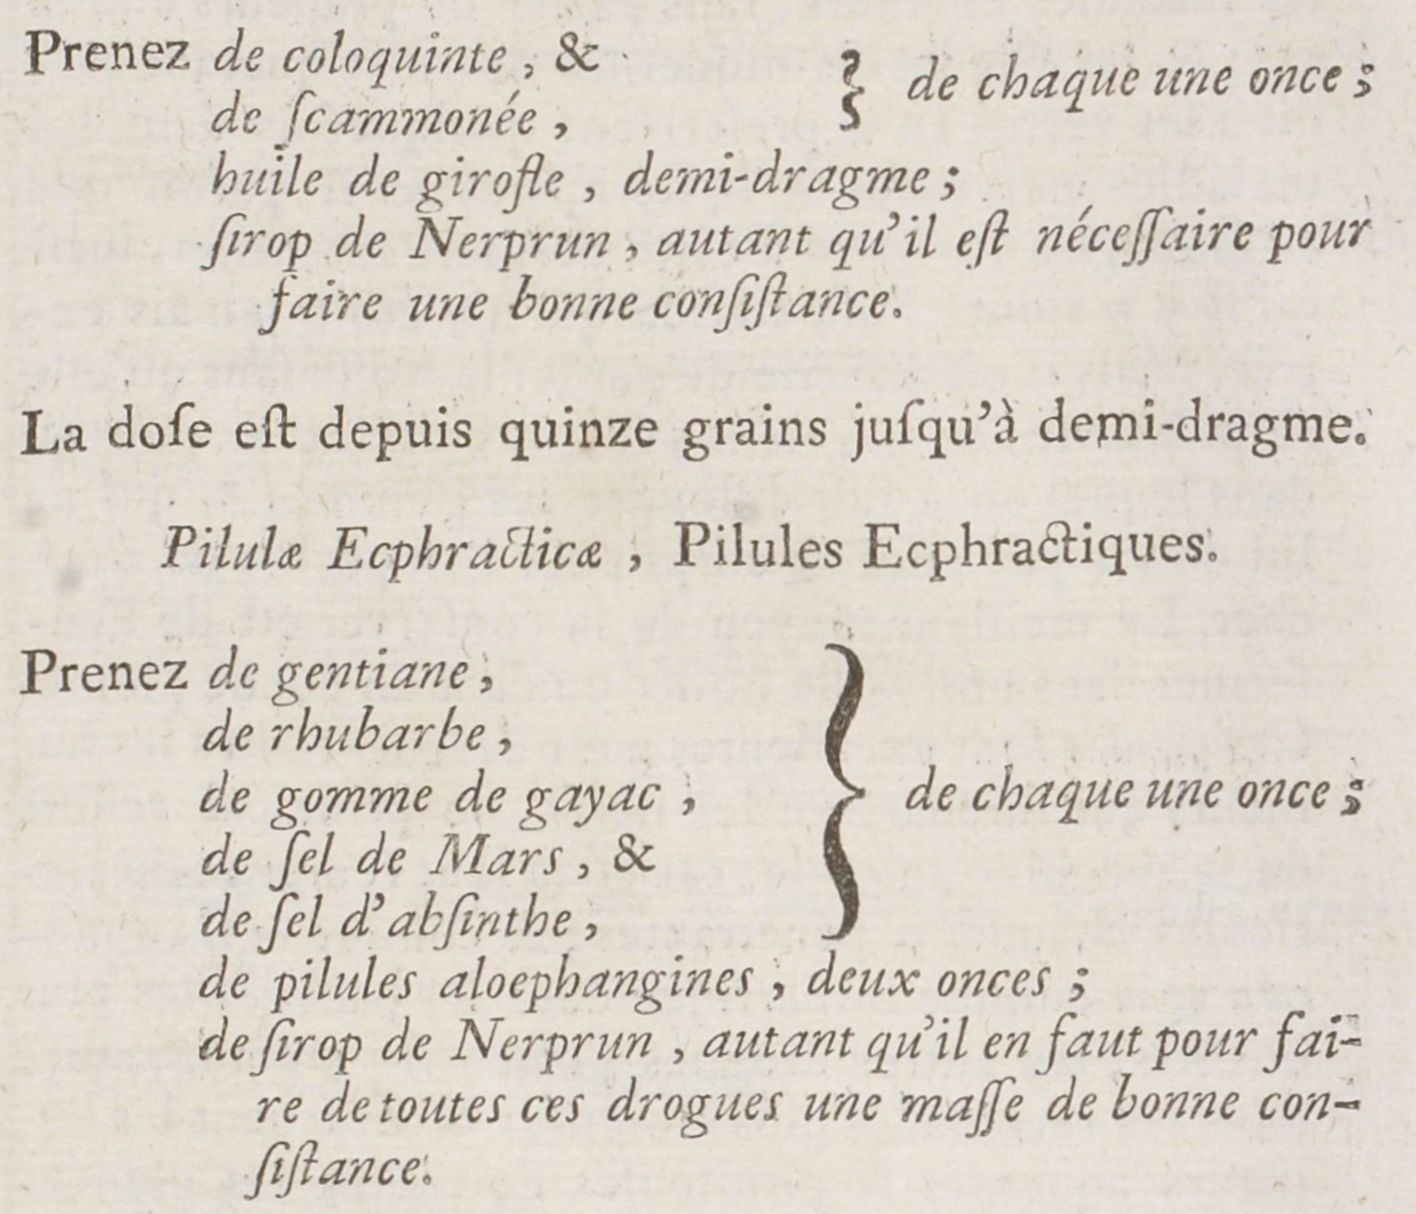 Prenez de coloquinte, &
de ſcammonée, } de chaque une once;
huile de girofle, demi-dragme;
ſirop de Nerprun, autant qu'il eſt néceſſaire pour
faire une bonne conſiſtance.
La doſe eſt depuis quinze grains juſqu'à demi-dragme.
Pilulæ Ecphracticæ, Pilules Ecphractiques.
Prenez de gentiane,
de rhubarbe,
de gomme de gayac, } de chaque une once;
de ſel de Mars, &
de ſel d'abſinthe,
de pilules aloephangines, deux onces;
de ſirop de Nerprun, autant qu'il en faut pour fai-
re de toutes ces drogues une maſſe de bonne con-
ſiſtance.